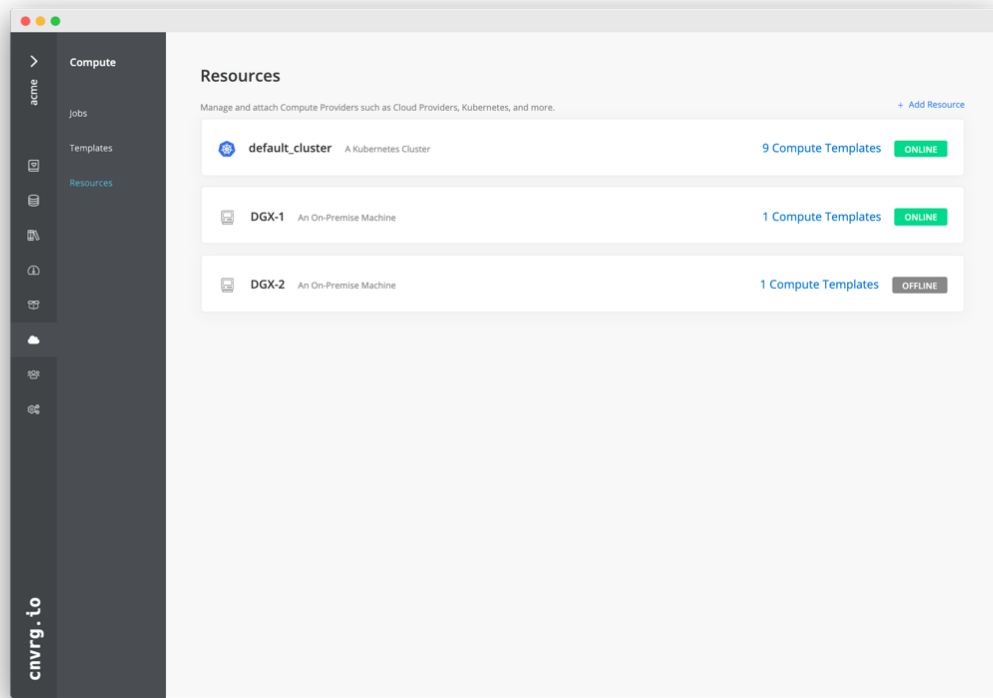 acme
cnvrg.io
Compute
Jobs
Templates
Resources
Resources
Manage and attach Compute Providers such as Cloud Providers, Kubernetes, and more.
+ Add Resource
default_cluster A Kubernetes Cluster 9 Compute Templates ONLINE
DGX-1 An On-Premise Machine 1 Compute Templates ONLINE
DGX-2 An On-Premise Machine 1 Compute Templates OFFLINE